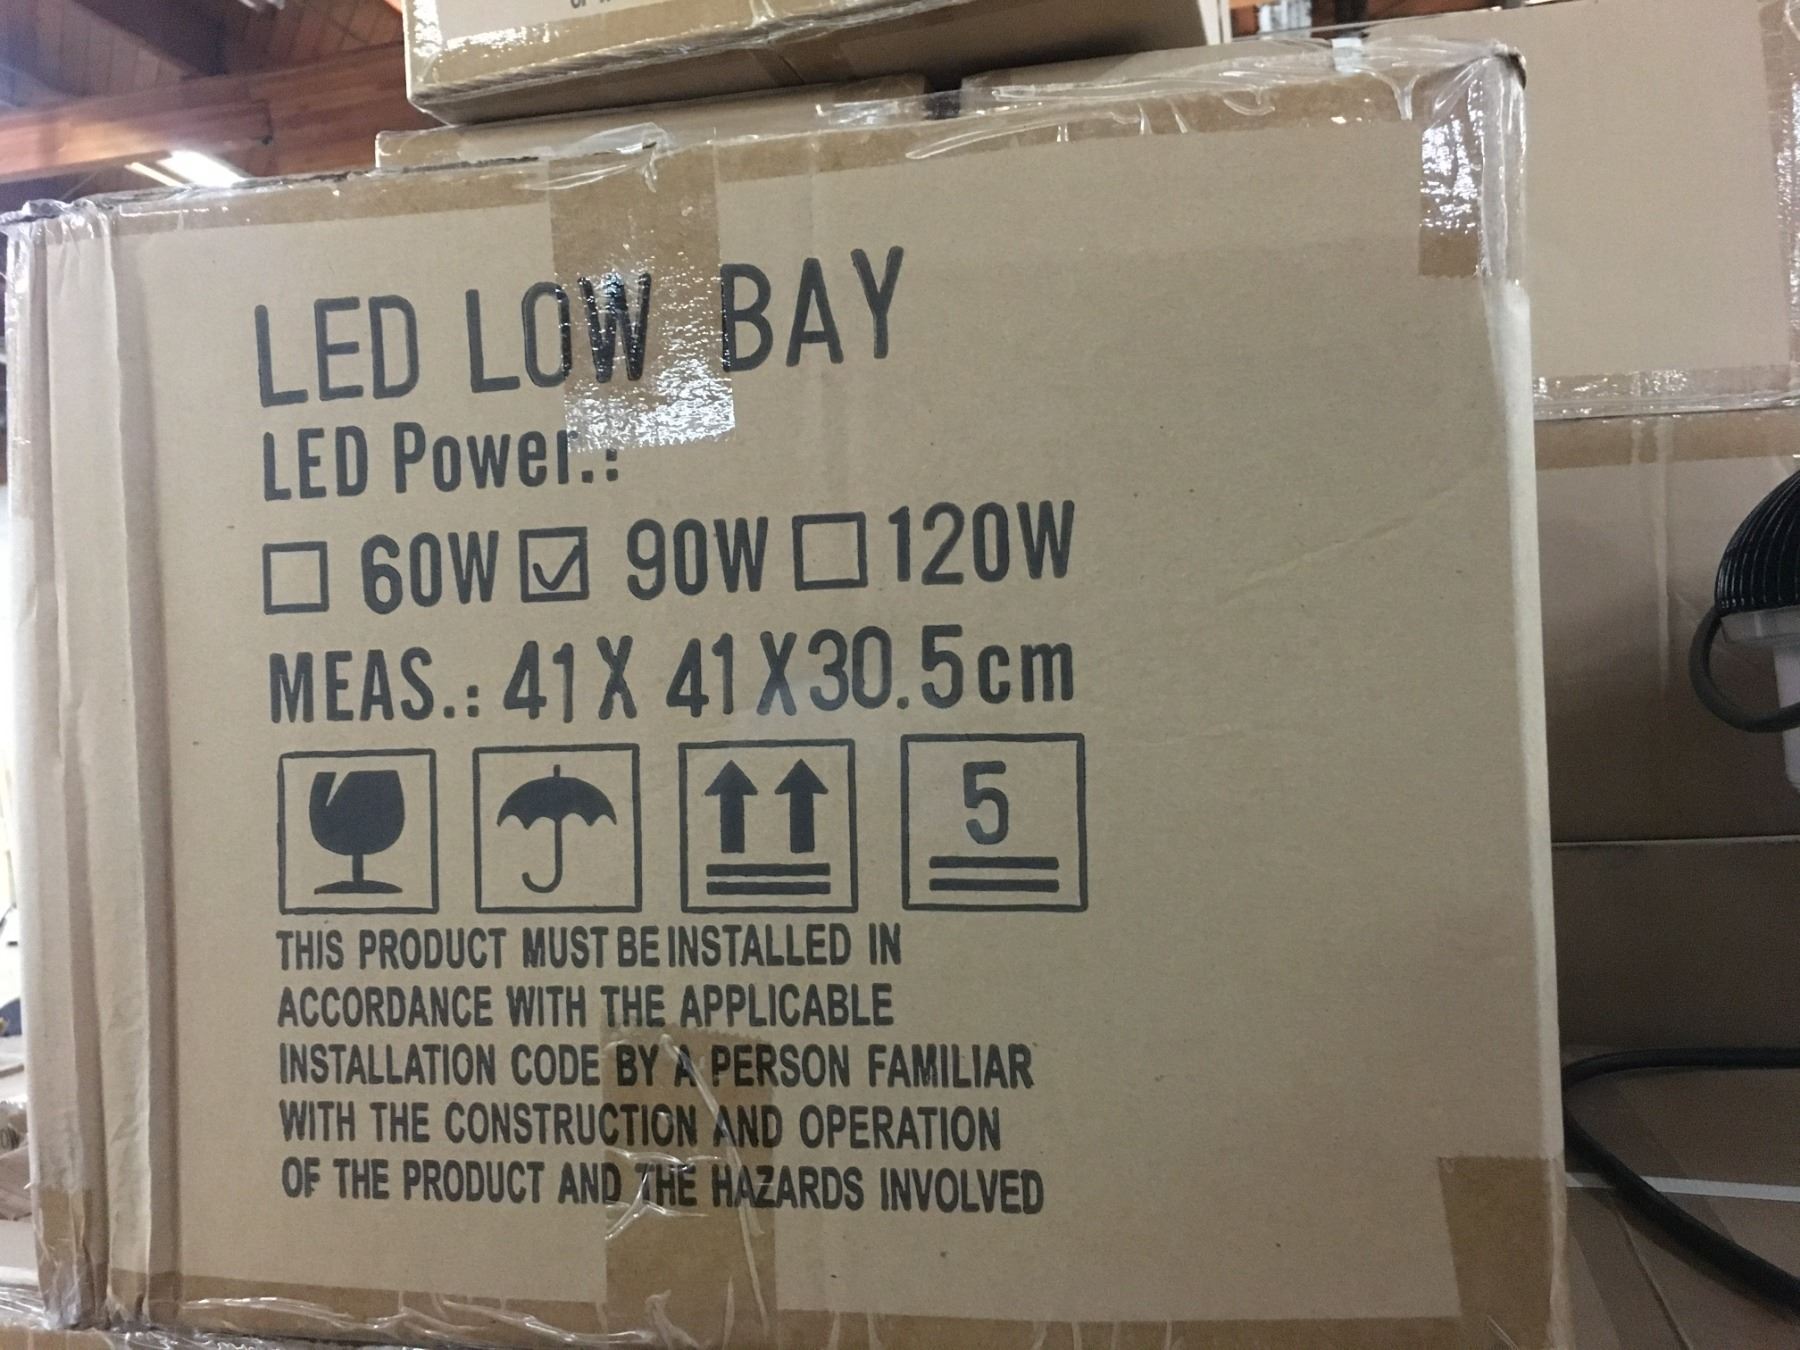 LED LOW BAY
LED Power.:
☐ 60W ☑ 90W ☐ 120W
MEAS.: 41 X 41 X 30.5cm
5
THIS PRODUCT MUST BE INSTALLED IN
ACCORDANCE WITH THE APPLICABLE
INSTALLATION CODE BY A PERSON FAMILIAR
WITH THE CONSTRUCTION AND OPERATION
OF THE PRODUCT AND THE HAZARDS INVOLVED